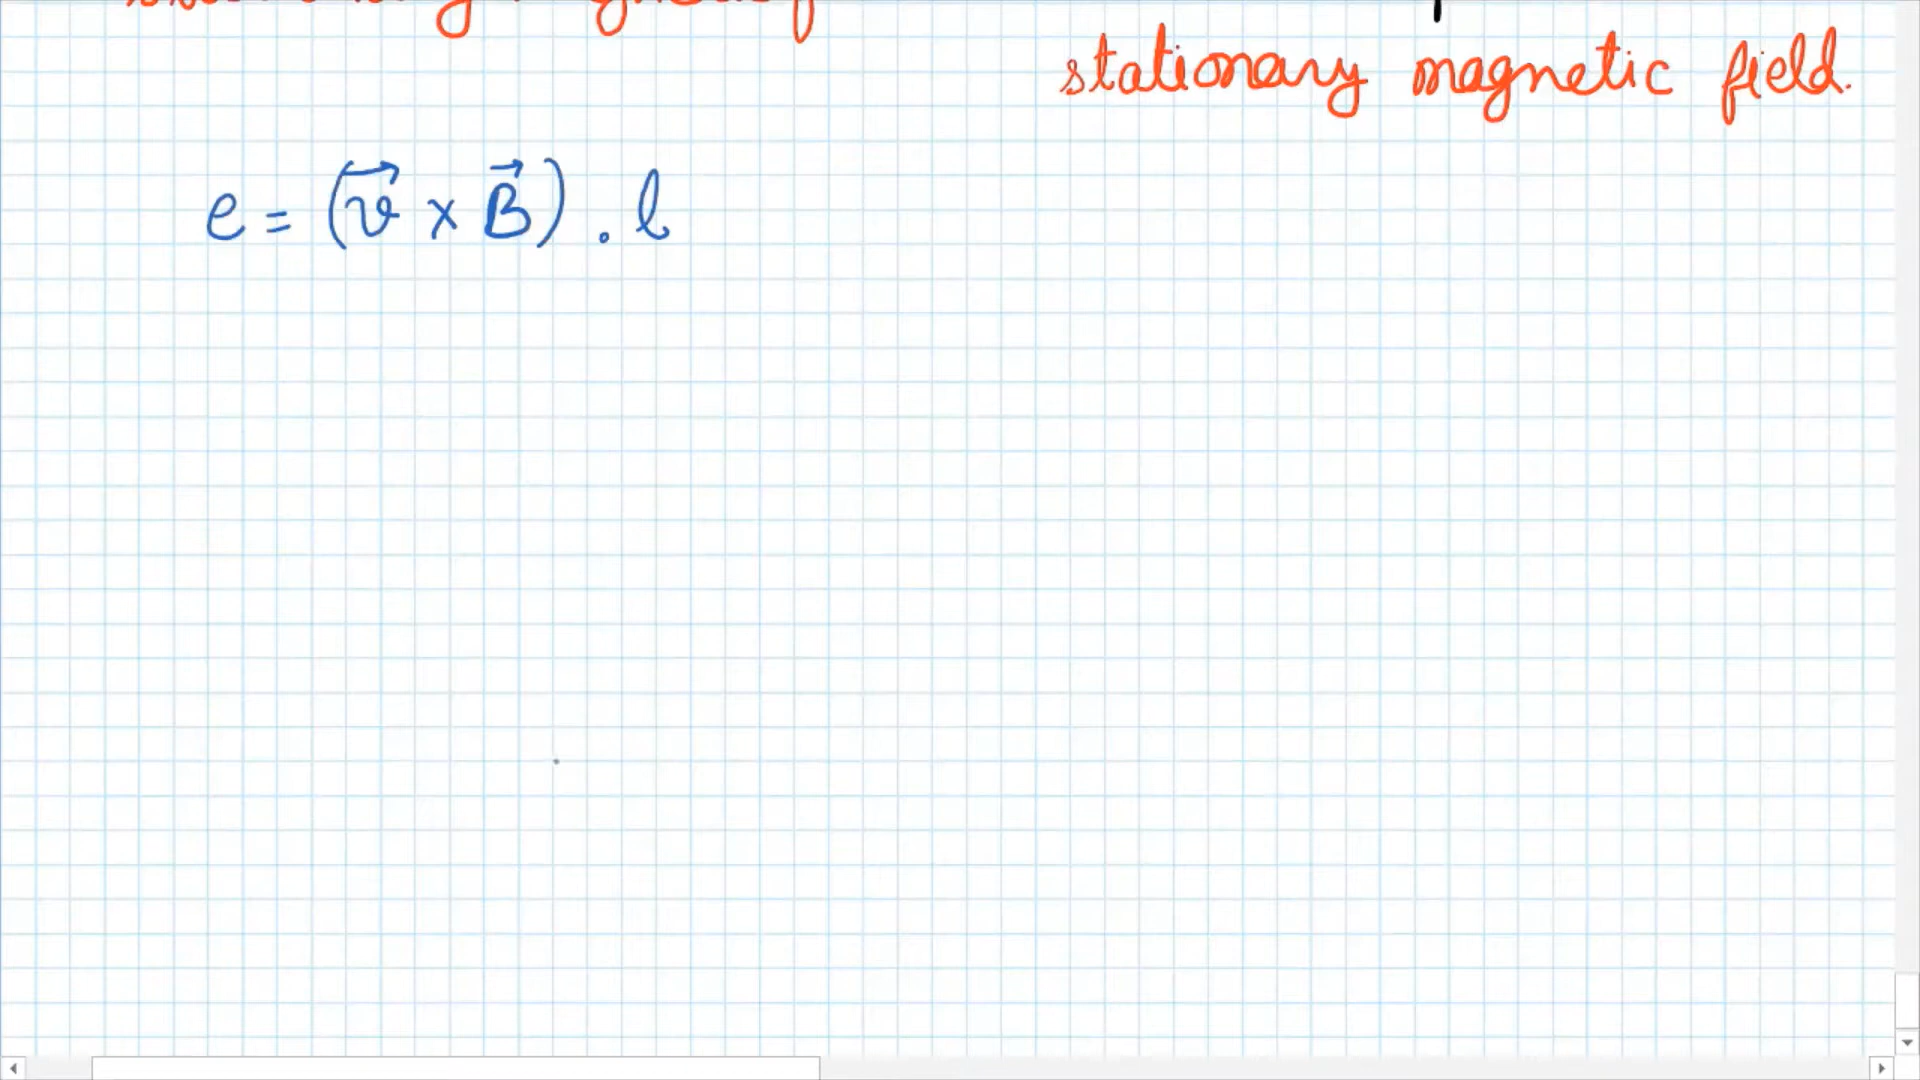 stationary magnetic field.
e = (v⃗ × B⃗) . l